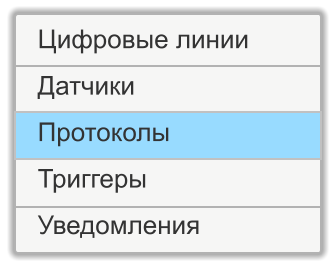 Цифровые линии
Датчики
Протоколы
Триггеры
Уведомления